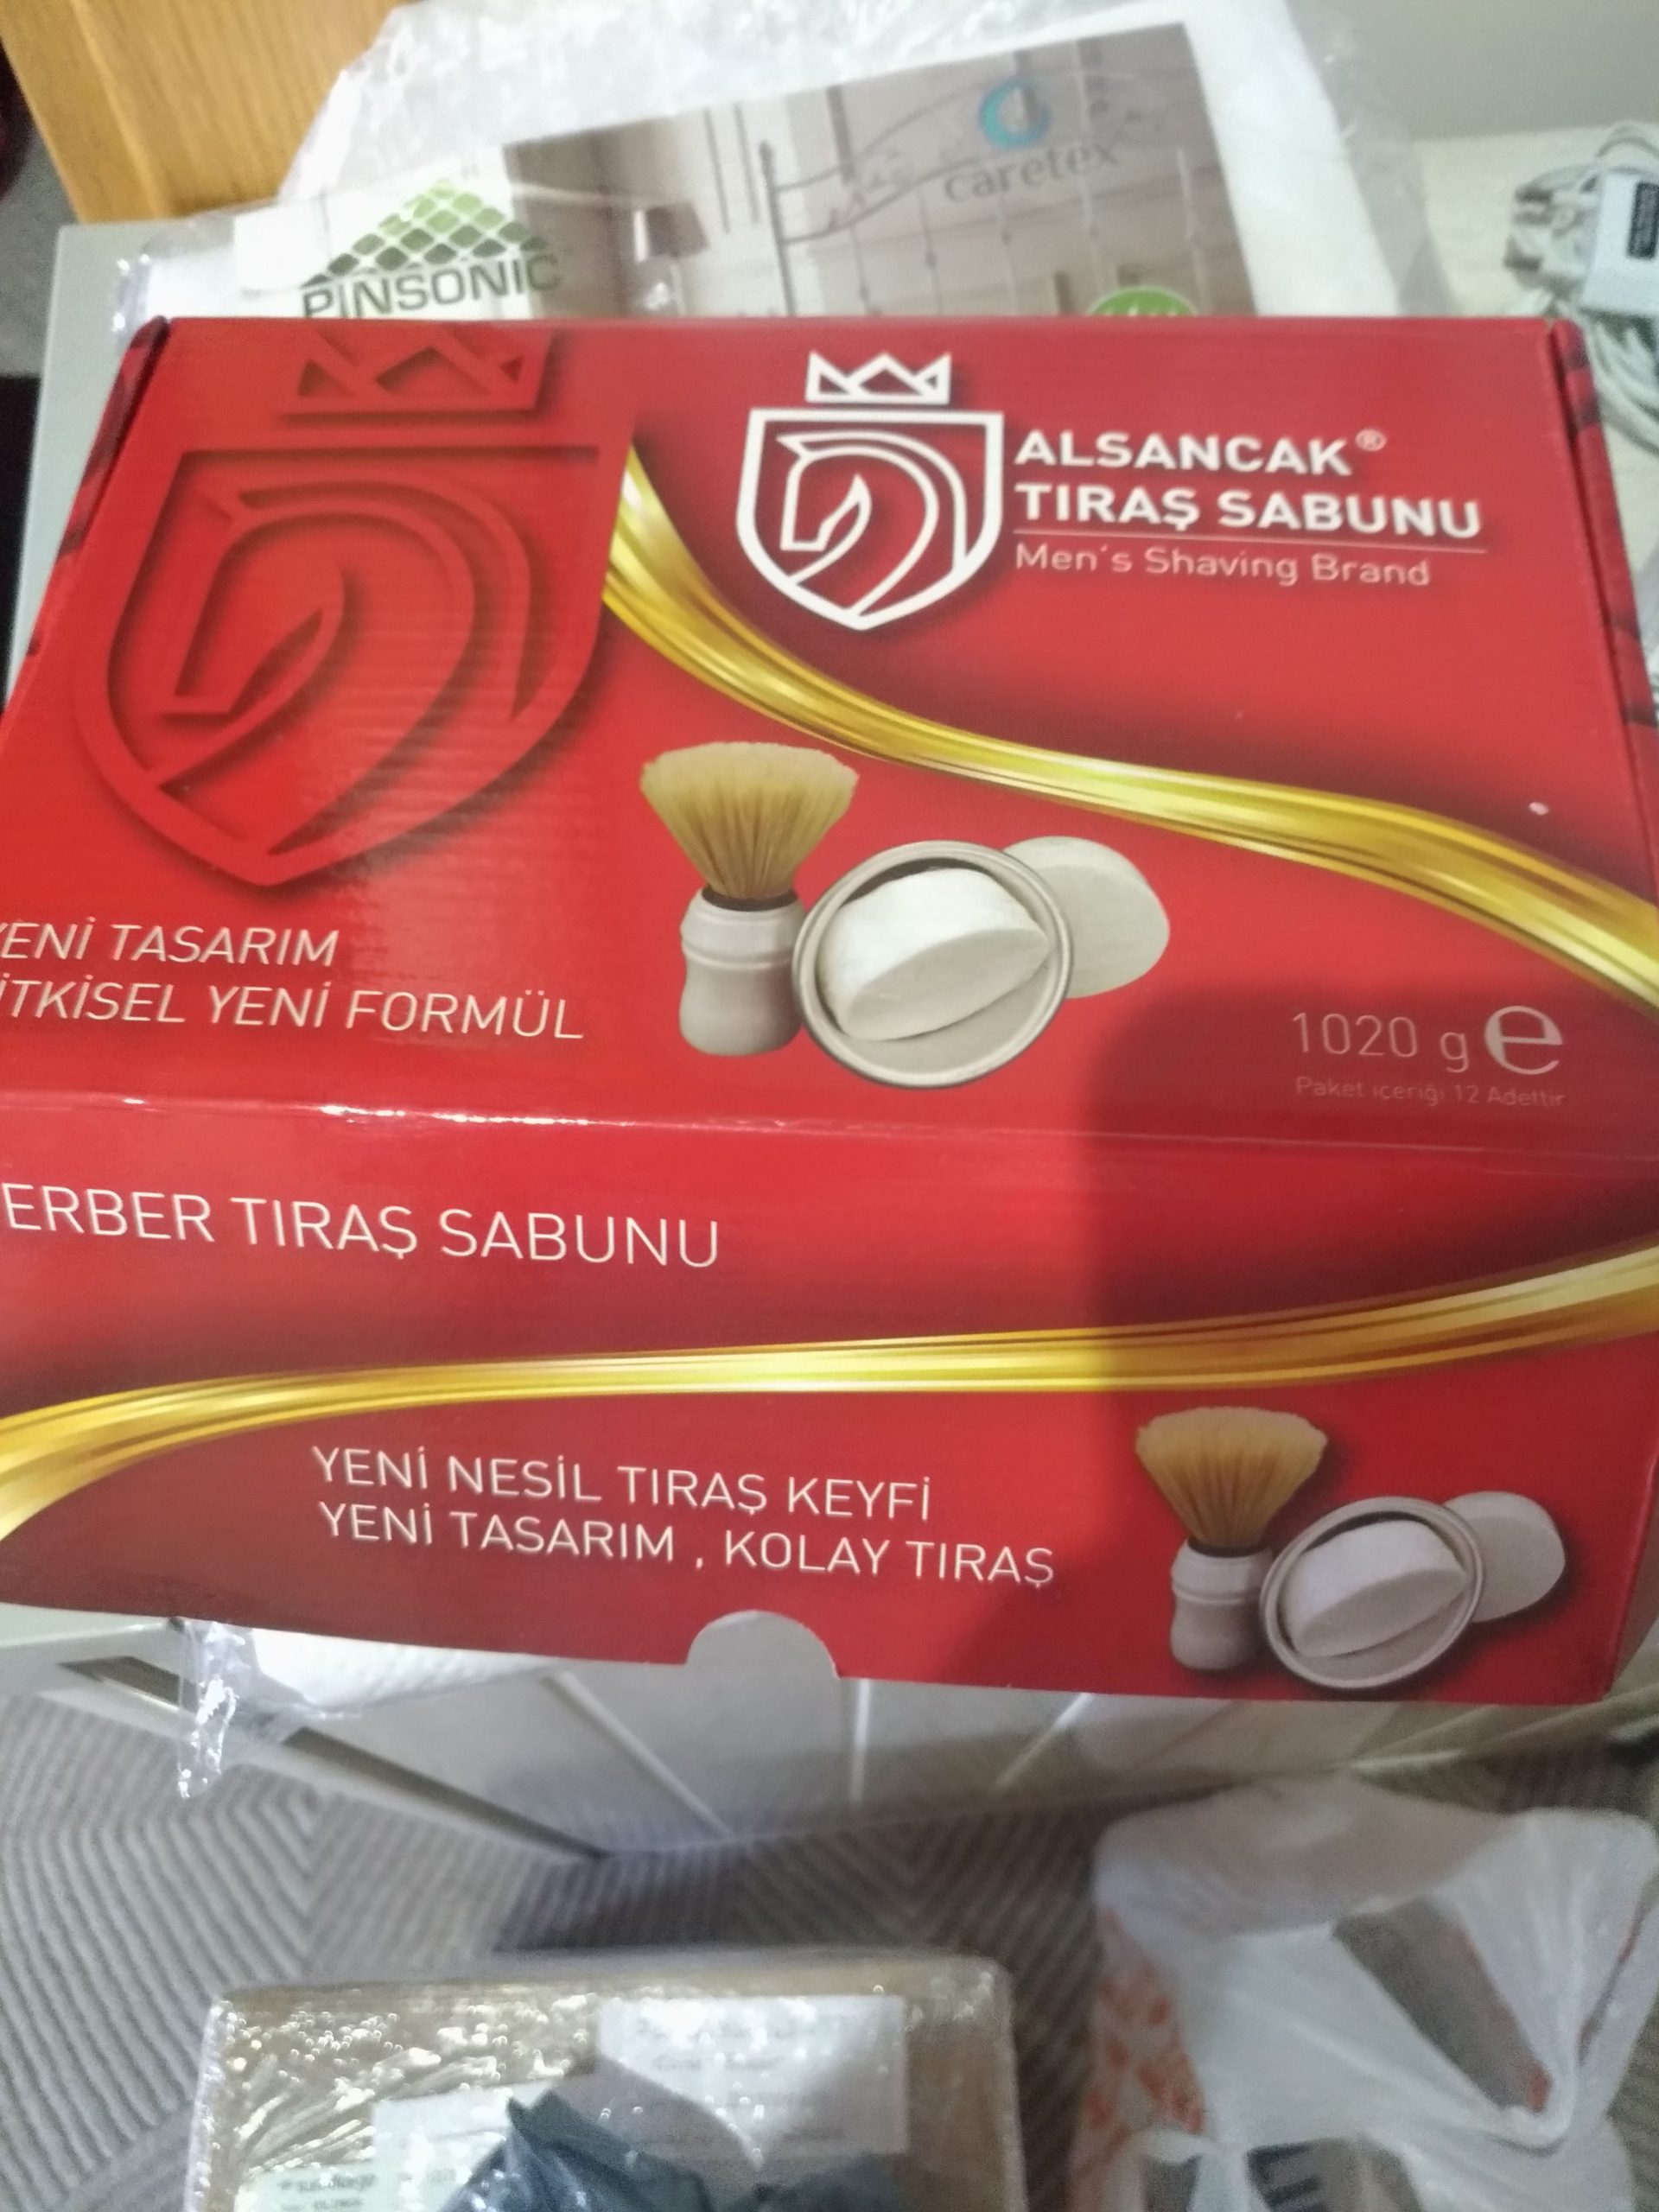 caretex
PINSONIC
ALSANCAK®
TIRAŞ SABUNU
Men's Shaving Brand
YENİ TASARIM
İTKİSEL YENİ FORMÜL
1020 g e
Paket içeriği 12 Adettir
ERBER TIRAŞ SABUNU
YENİ NESİL TIRAŞ KEYFİ
YENİ TASARIM , KOLAY TIRAŞ